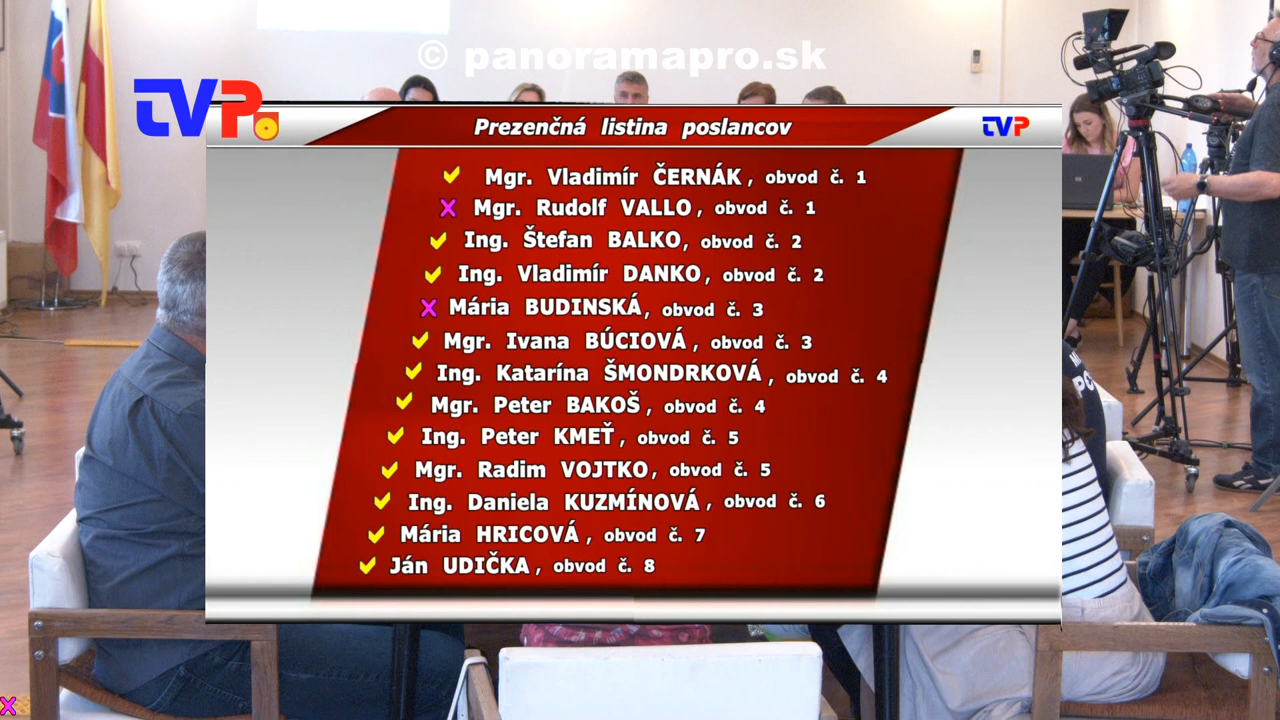 © panoramapro.sk
TVPo
Prezenčná listina poslancov
TVP
Mgr. Vladimír ČERNÁK, obvod č. 1
Mgr. Rudolf VALLO, obvod č. 1
Ing. Štefan BALKO, obvod č. 2
Ing. Vladimír DANKO, obvod č. 2
Mária BUDINSKÁ, obvod č. 3
Mgr. Ivana BÚCIOVÁ, obvod č. 3
Ing. Katarína ŠMONDRKOVÁ, obvod č. 4
Mgr. Peter BAKOŠ, obvod č. 4
Ing. Peter KMEŤ, obvod č. 5
Mgr. Radim VOJTKO, obvod č. 5
Ing. Daniela KUZMÍNOVÁ, obvod č. 6
Mária HRICOVÁ, obvod č. 7
Ján UDIČKA, obvod č. 8